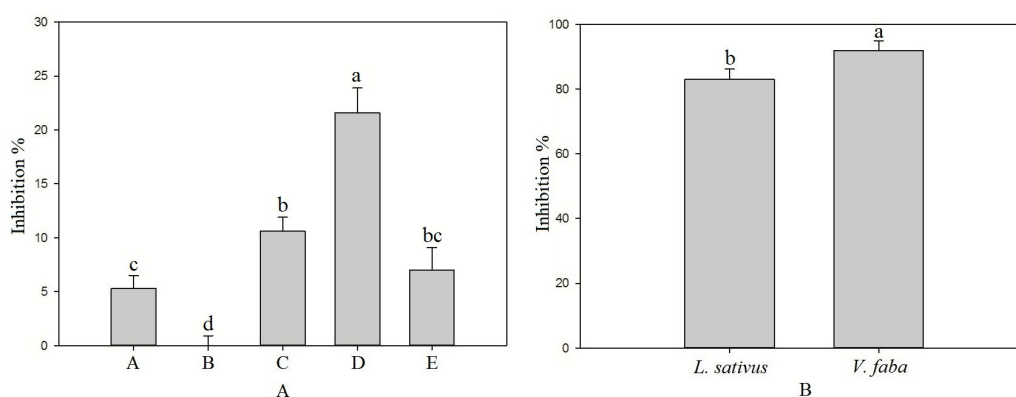 Inhibition %
30
25
20
15
10
5
0
c
d
b
a
bc
A B C D E
A
Inhibition %
100
80
60
40
20
0
b
a
L. sativus V. faba
B